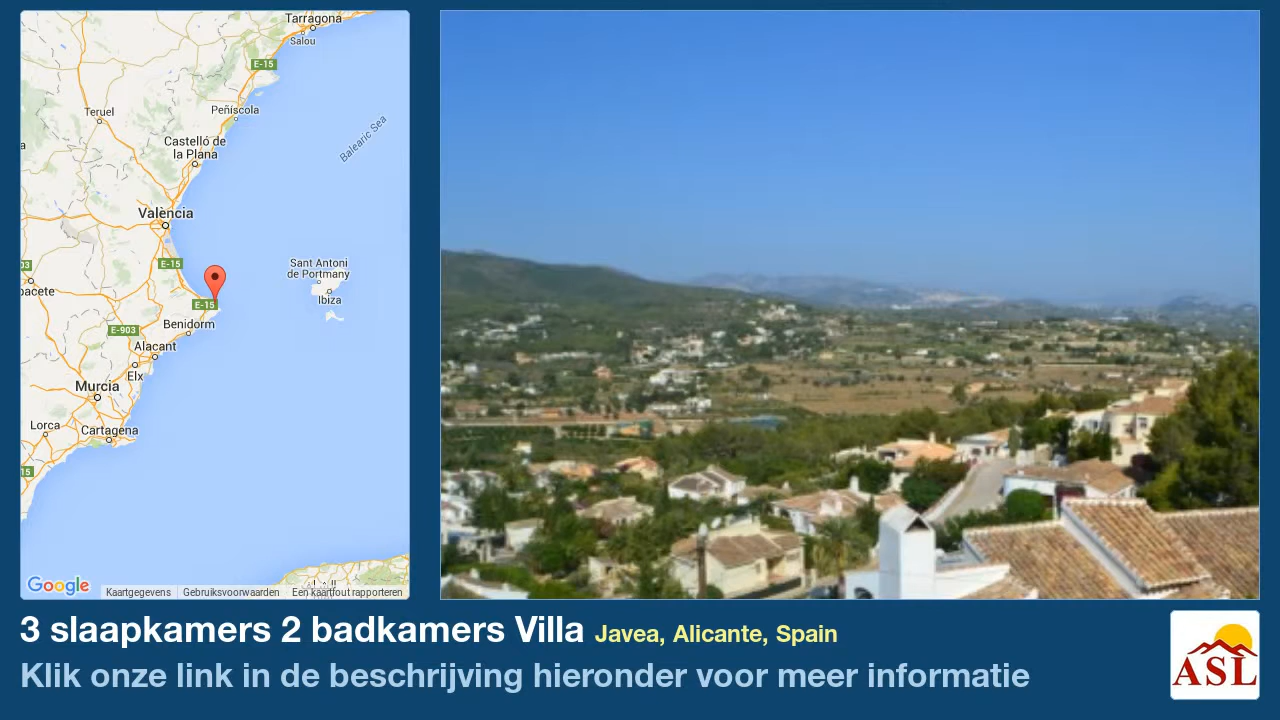 Tarragona
Salou
E-15
Teruel
Peñíscola
Castelló de
la Plana
Balearic Sea
València
E-15
Sant Antoni
de Portmany
Ibiza
03
pacete
E-15
Benidorm
E-903
Alacant
Elx
Murcia
Lorca
Cartagena
15
Google
Kaartgegevens
Gebruiksvoorwaarden
Een kaartfout rapporteren
3 slaapkamers 2 badkamers Villa Javea, Alicante, Spain
Klik onze link in de beschrijving hieronder voor meer informatie
ASL